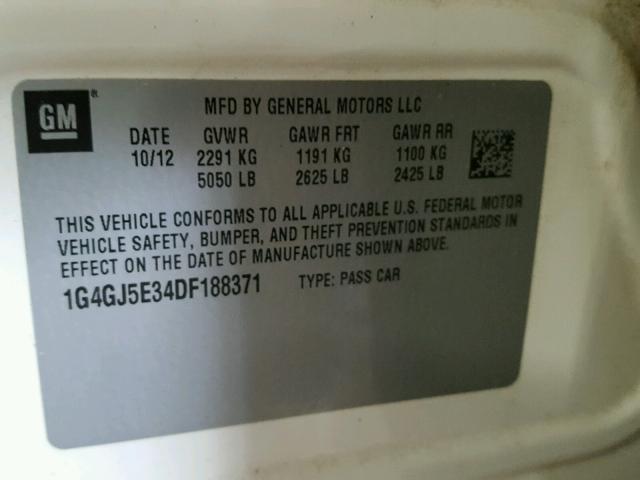 GM ®
MFD BY GENERAL MOTORS LLC
DATE GVWR GAWR FRT GAWR RR
10/12 2291 KG 1191 KG 1100 KG
5050 LB 2625 LB 2425 LB
THIS VEHICLE CONFORMS TO ALL APPLICABLE U.S. FEDERAL MOTOR
VEHICLE SAFETY, BUMPER, AND THEFT PREVENTION STANDARDS IN
EFFECT ON THE DATE OF MANUFACTURE SHOWN ABOVE.
1G4GJ5E34DF188371 TYPE: PASS CAR